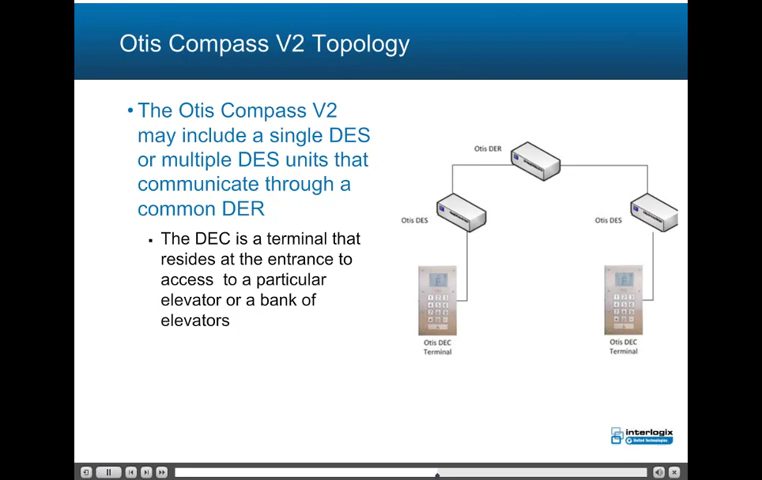 Otis Compass V2 Topology
• The Otis Compass V2
may include a single DES
or multiple DES units that
communicate through a
common DER
▪ The DEC is a terminal that
resides at the entrance to
access to a particular
elevator or a bank of
elevators
Otis DER
Otis DES
Otis DES
Otis DEC
Terminal
Otis DEC
Terminal
interlogix
United Technologies